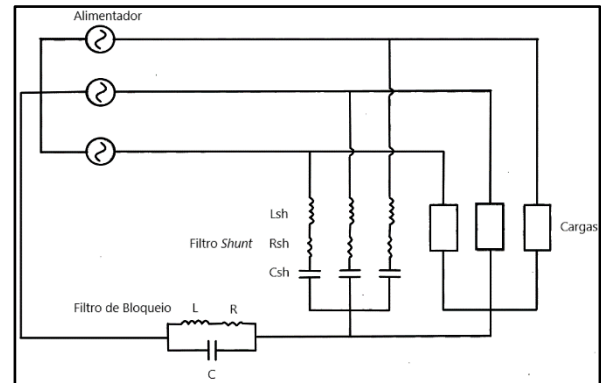 Alimentador
Lsh
Filtro Shunt
Rsh
Cargas
Csh
Filtro de Bloqueio
L
R
C